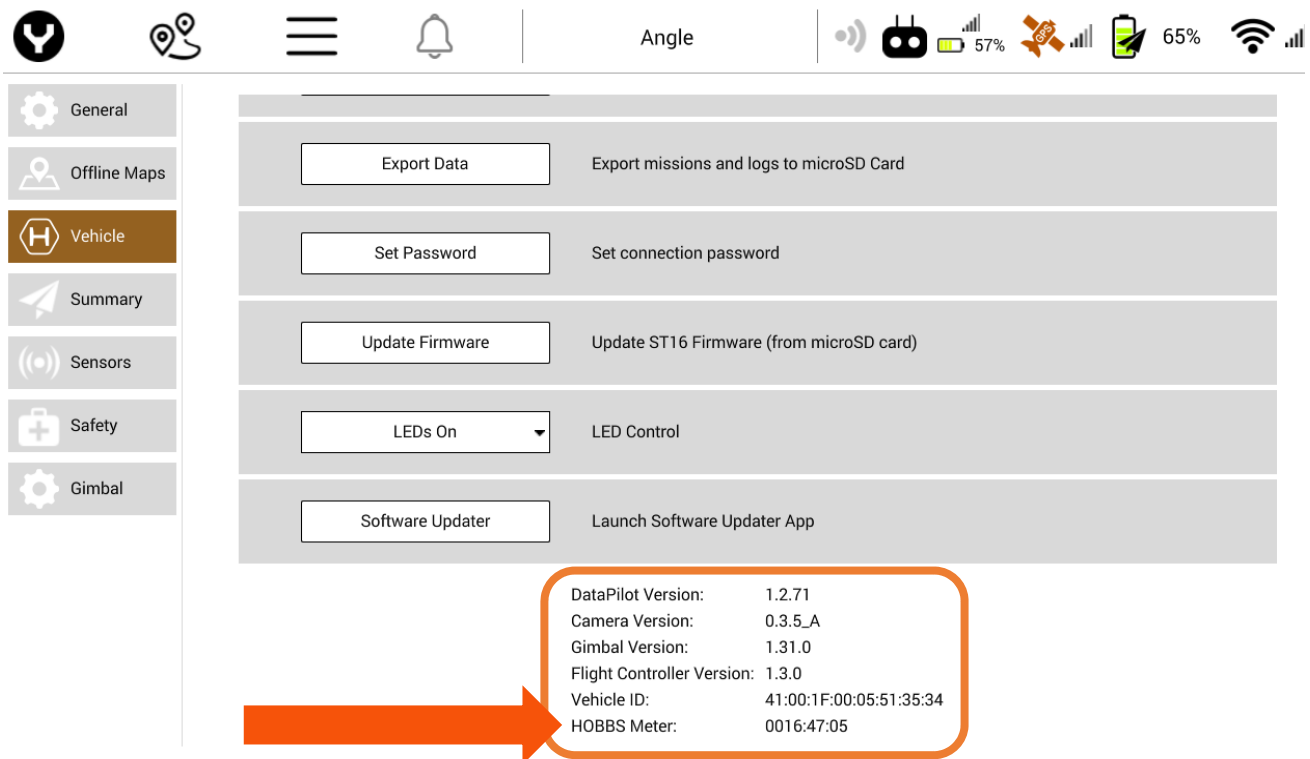 Angle
57%
GPS
65%
General
Offline Maps
Vehicle
Summary
Sensors
Safety
Gimbal
Export Data Export missions and logs to microSD Card
Set Password Set connection password
Update Firmware Update ST16 Firmware (from microSD card)
LEDs On LED Control
Software Updater Launch Software Updater App
DataPilot Version: 1.2.71
Camera Version: 0.3.5_A
Gimbal Version: 1.31.0
Flight Controller Version: 1.3.0
Vehicle ID: 41:00:1F:00:05:51:35:34
HOBBS Meter: 0016:47:05